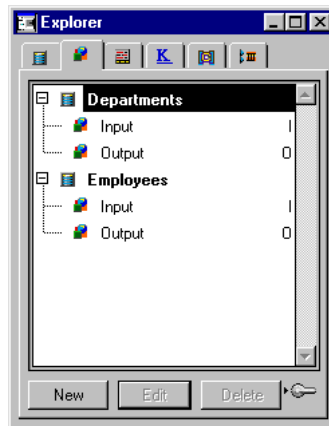 Explorer
K
Departments
Input I
Output O
Employees
Input I
Output O
New Edit Delete